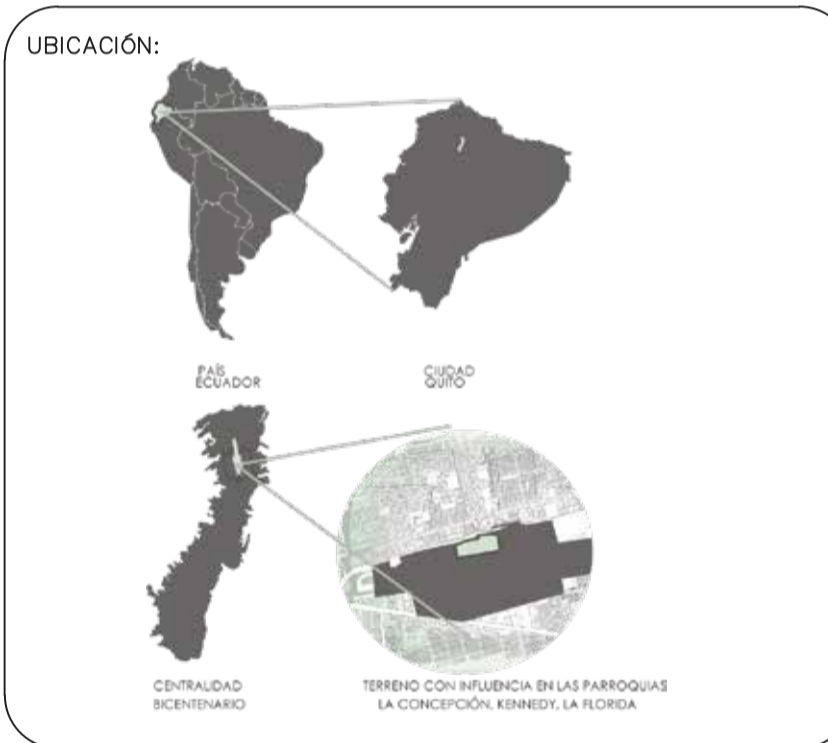 UBICACIÓN:
PAÍS
ECUADOR
CIUDAD
QUITO
CENTRALIDAD
BICENTENARIO
TERRENO CON INFLUENCIA EN LAS PARROQUIAS
LA CONCEPCIÓN, KENNEDY, LA FLORIDA